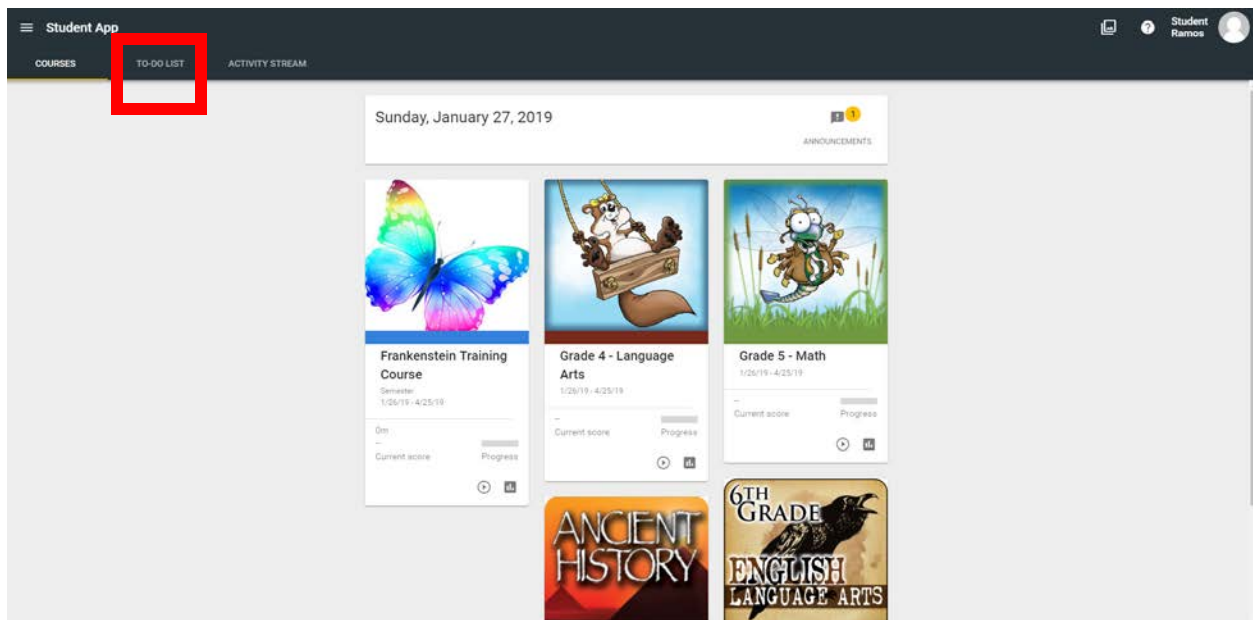 Student App
?
Student
Ramos
COURSES
TO-DO LIST
ACTIVITY STREAM
Sunday, January 27, 2019
1
ANNOUNCEMENTS
Frankenstein Training
Course
Semester
1/26/19 - 4/25/19
0m
--
Current score
Progress
Grade 4 - Language
Arts
1/26/19 - 4/25/19
--
Current score
Progress
Grade 5 - Math
1/26/19 - 4/25/19
--
Current score
Progress
ANCIENT
HISTORY
6TH
GRADE
ENGLISH
LANGUAGE ARTS